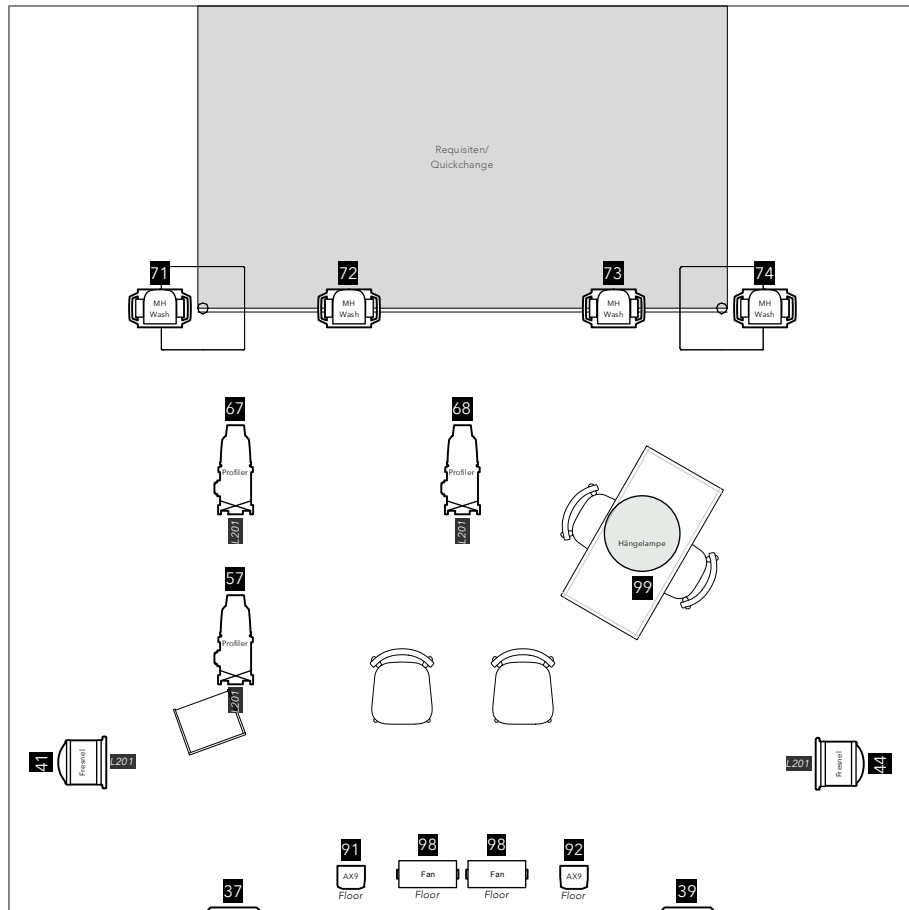 Requisiten/
Quickchange
71
72
73
74
MH
Wash
MH
Wash
MH
Wash
MH
Wash
67
68
Profiler
Profiler
L201
L201
Hängelampe
99
57
Profiler
L201
41
Fresnel
L201
L201
Fresnel
44
91
98
98
92
AX9
Fan
Fan
AX9
Floor
Floor
Floor
Floor
37
39